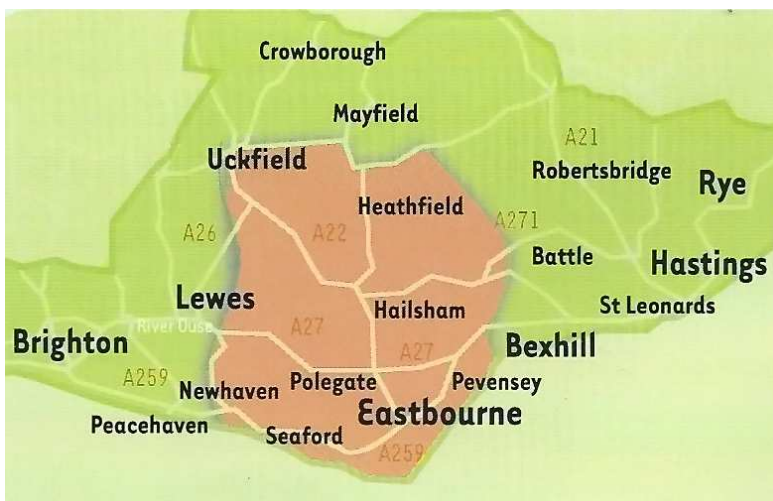 Crowborough
Mayfield
A21
Uckfield
Robertsbridge
Rye
Heathfield
A26
A22
A271
Battle
Hastings
Lewes
Hailsham
St Leonards
River Ouse
A27
Brighton
A27
Bexhill
A259
Newhaven
Polegate
Pevensey
Peacehaven
Seaford
Eastbourne
A259